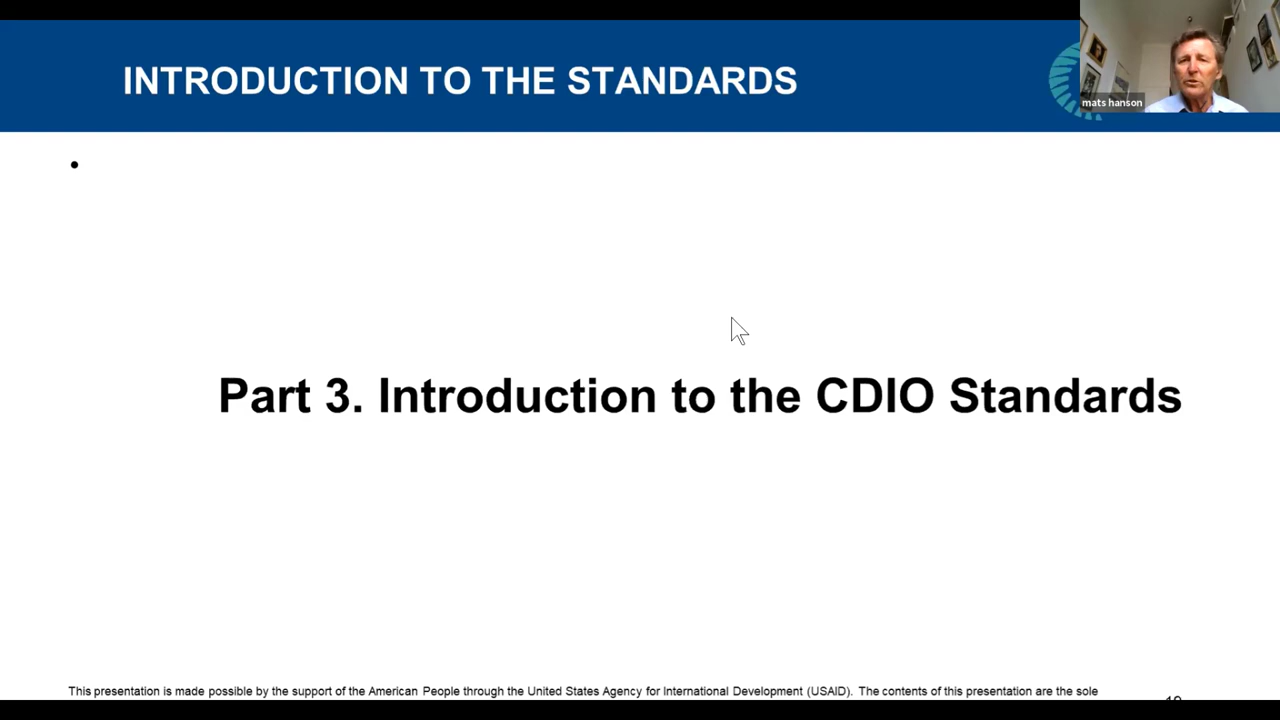 INTRODUCTION TO THE STANDARDS
mats hanson
•
Part 3. Introduction to the CDIO Standards
This presentation is made possible by the support of the American People through the United States Agency for International Development (USAID). The contents of this presentation are the sole